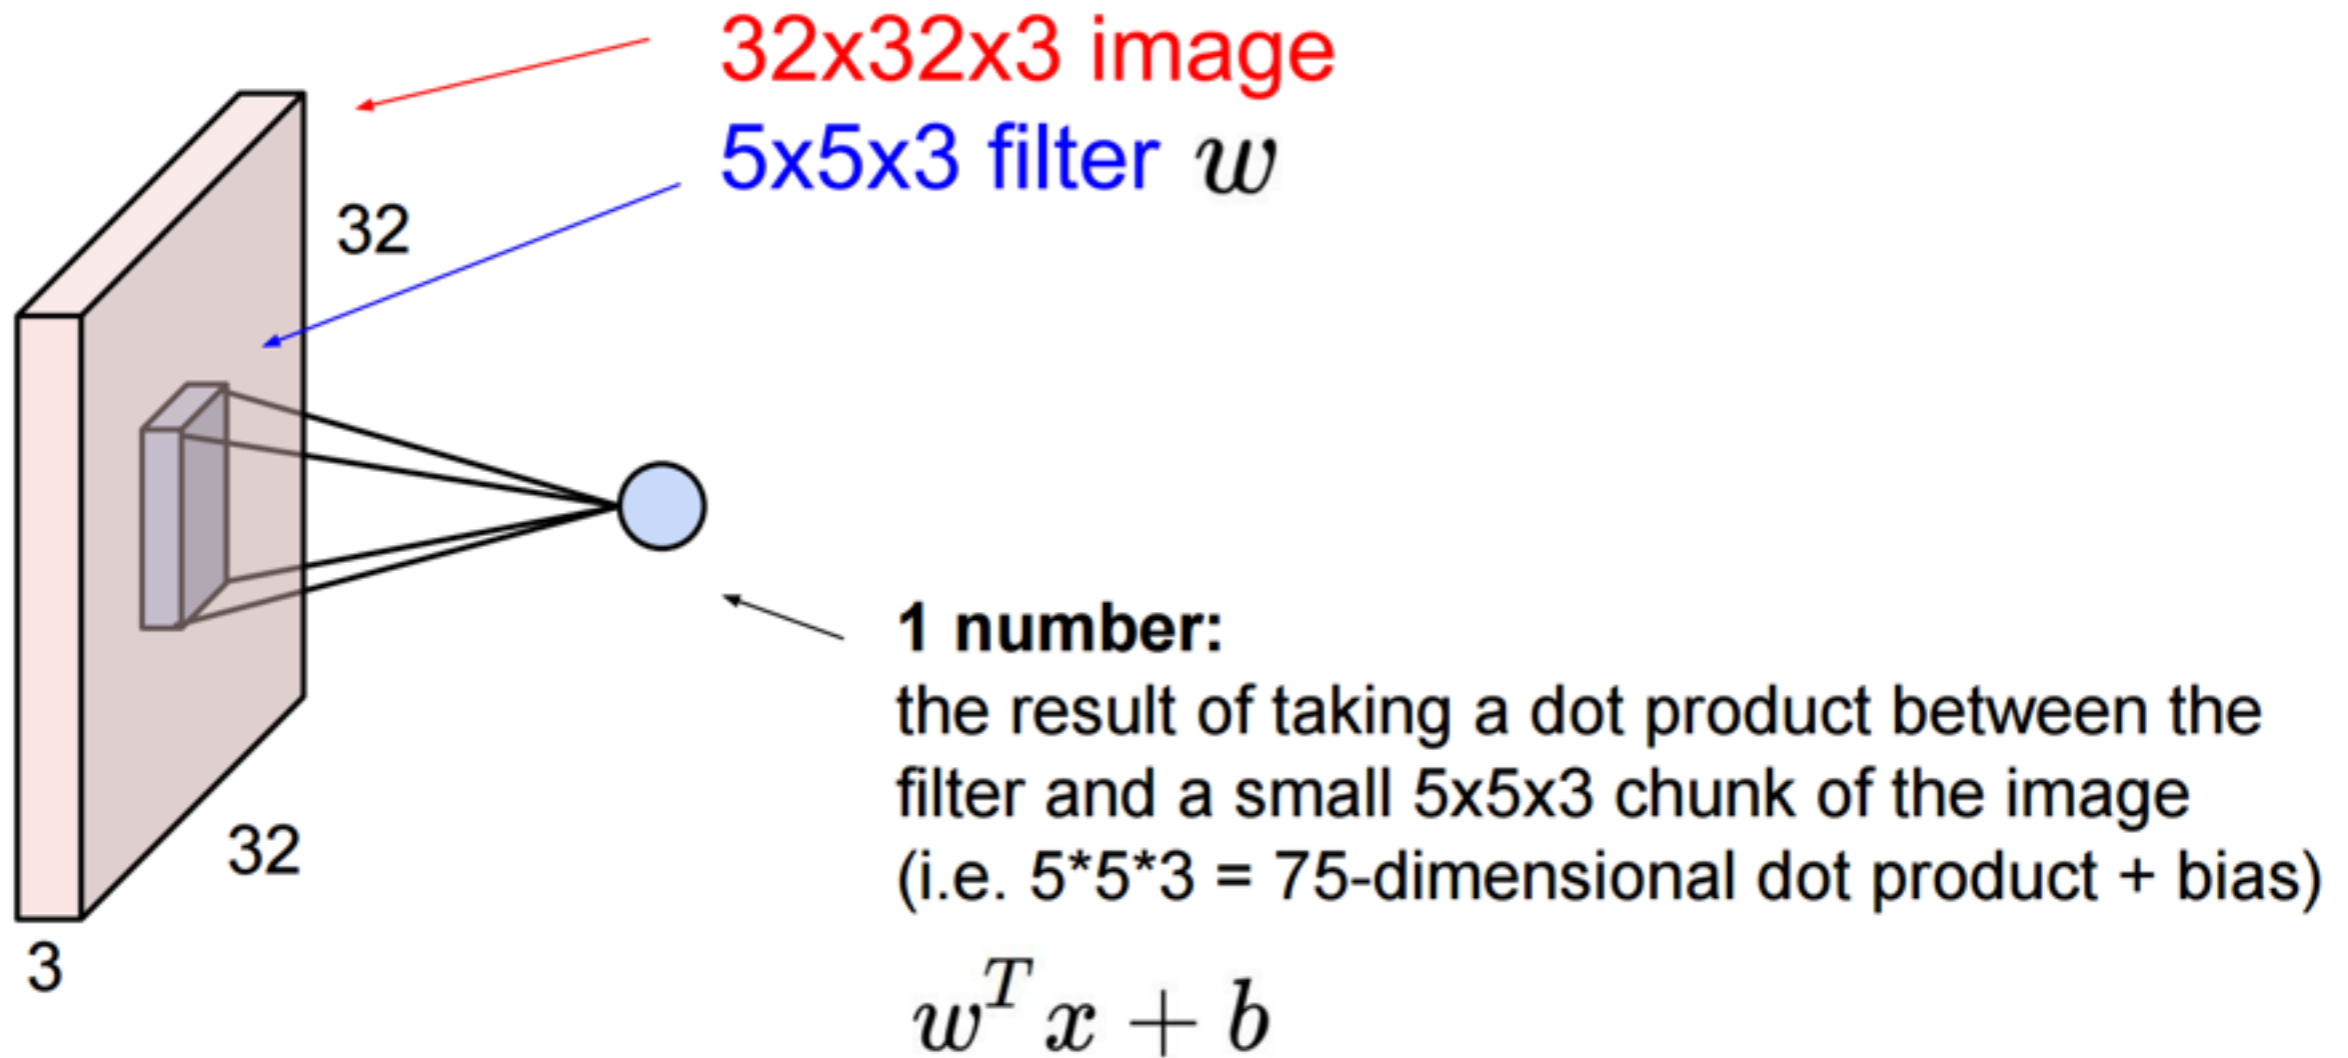 32x32x3 image
5x5x3 filter w
32
32
3
1 number:
the result of taking a dot product between the
filter and a small 5x5x3 chunk of the image
(i.e. 5*5*3 = 75-dimensional dot product + bias)
w^T x + b